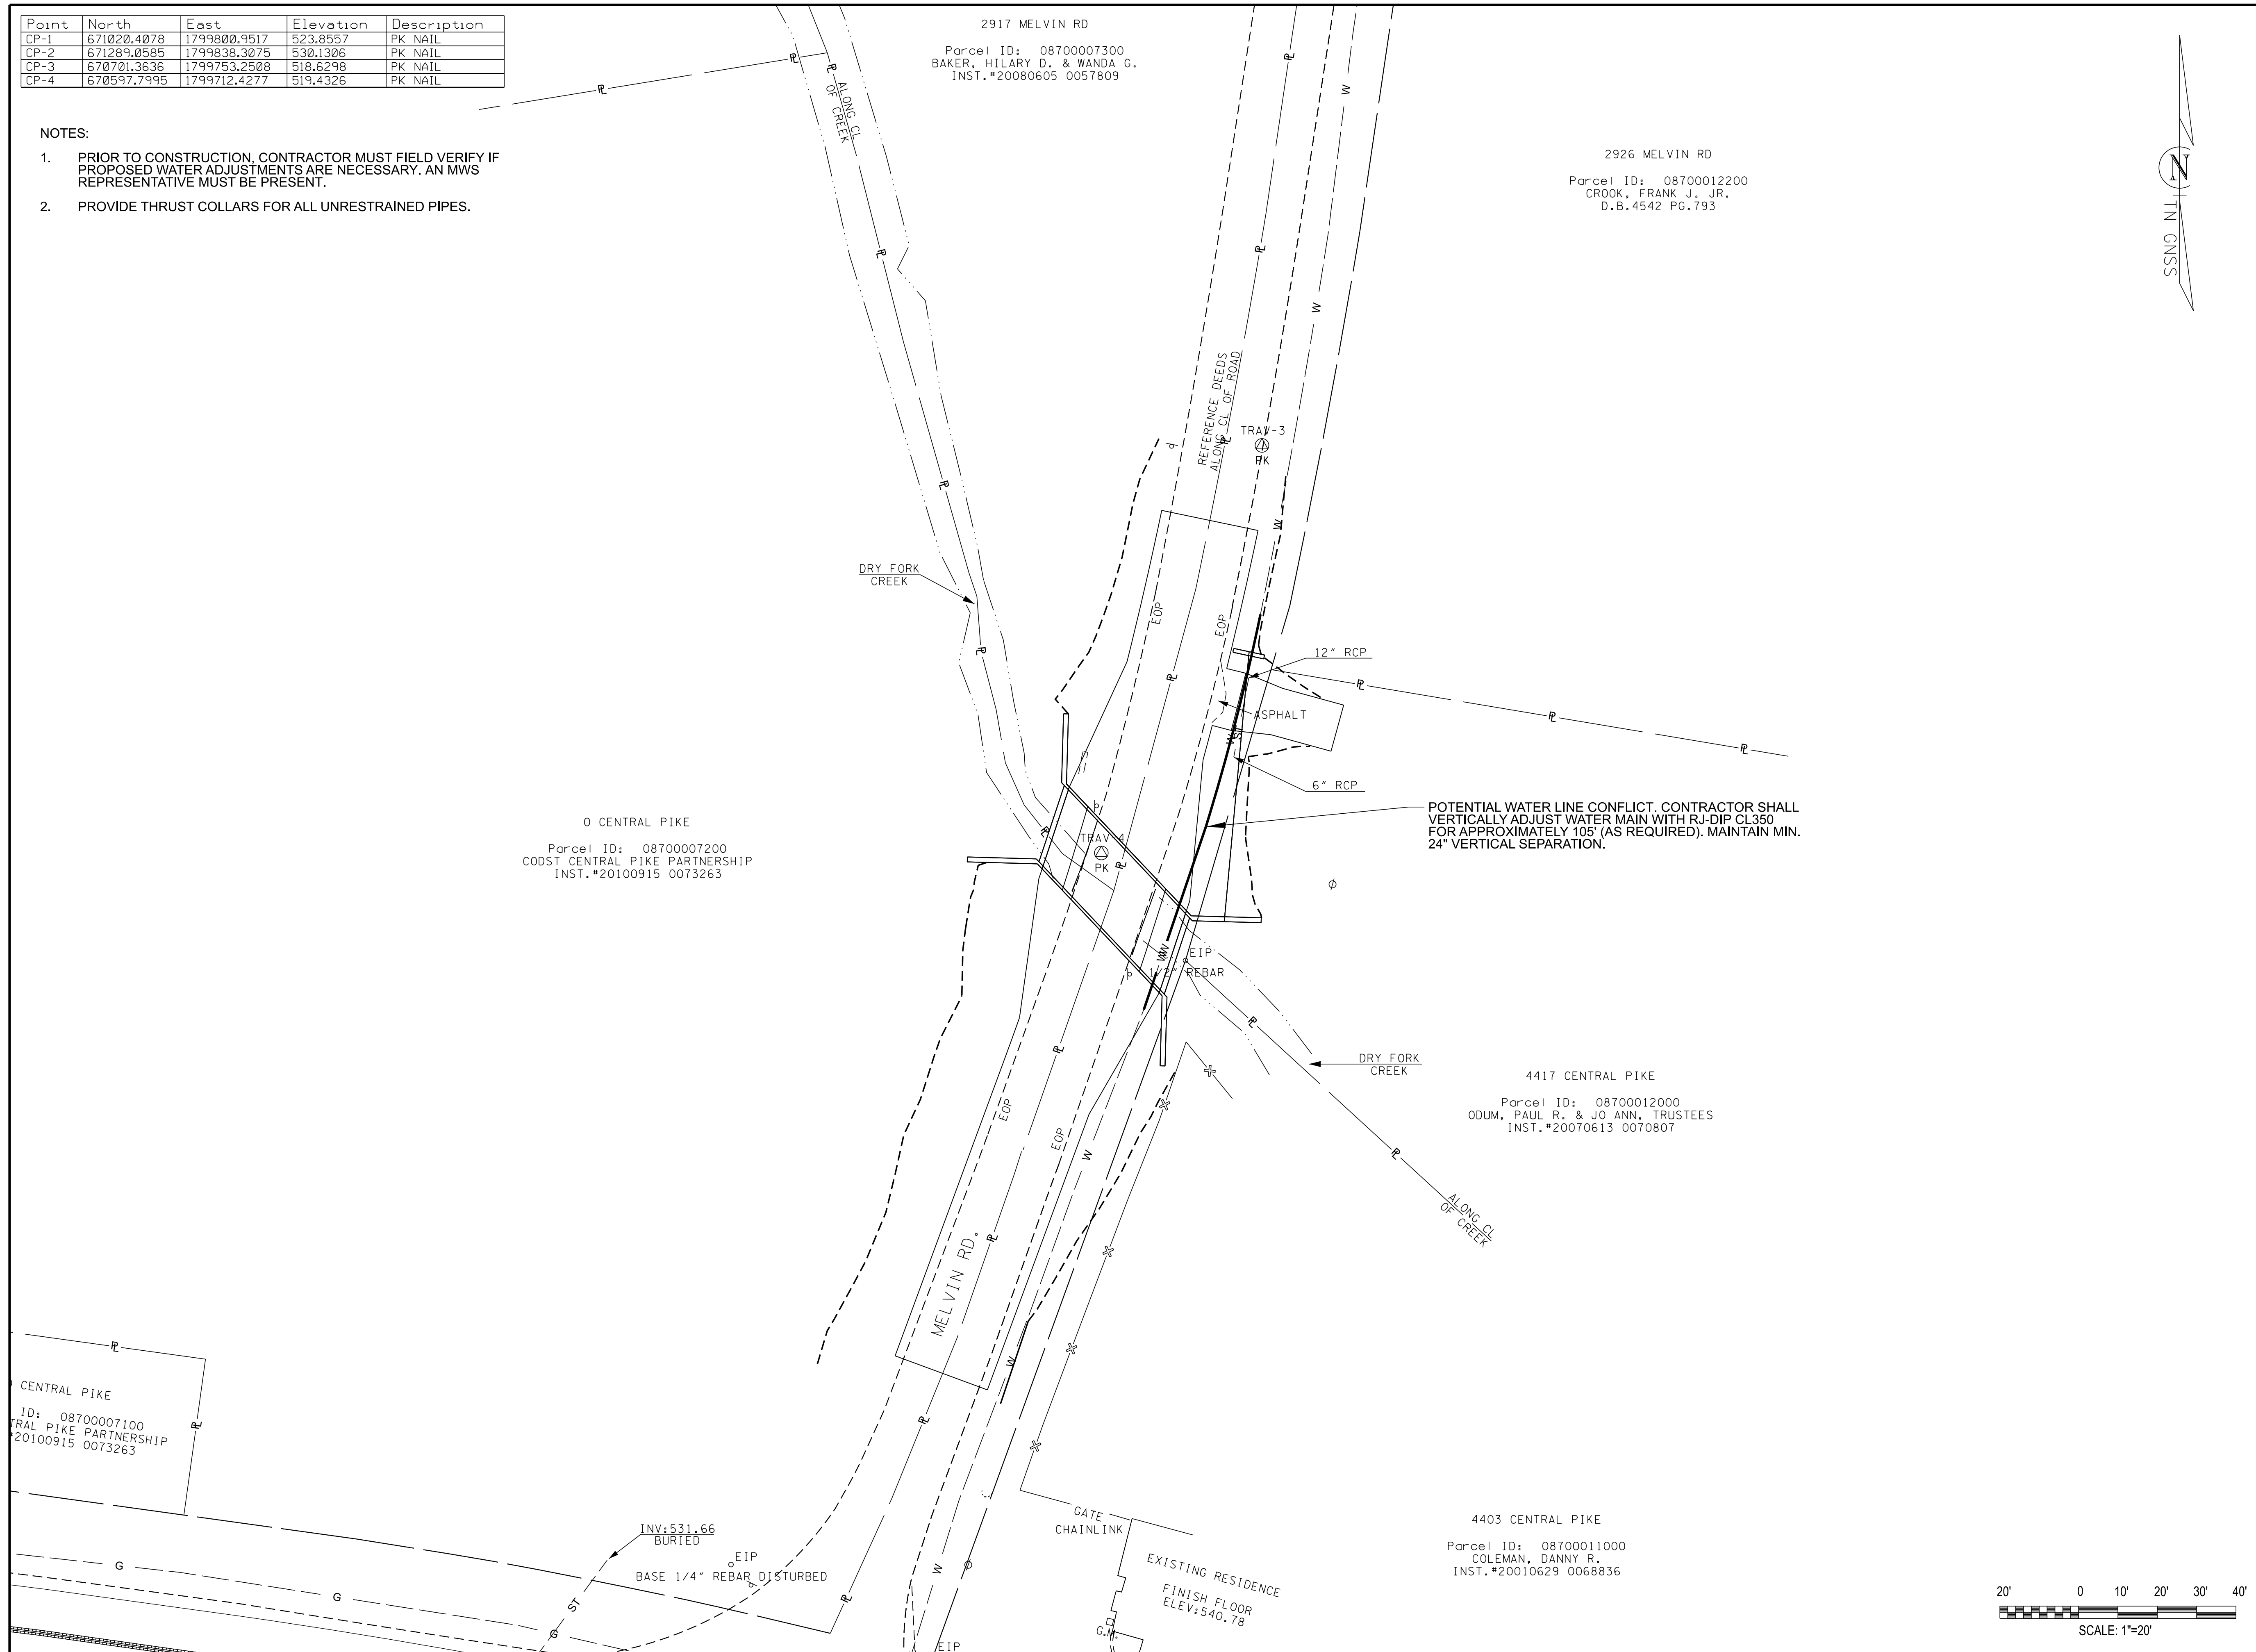 Point North East Elevation Description
CP-1 671020.4078 1799800.9517 523.8557 PK NAIL
CP-2 671289.0585 1799838.3075 530.1306 PK NAIL
CP-3 670701.3636 1799753.2508 518.6298 PK NAIL
CP-4 670597.7995 1799712.4277 519.4326 PK NAIL
NOTES:
1. PRIOR TO CONSTRUCTION, CONTRACTOR MUST FIELD VERIFY IF
PROPOSED WATER ADJUSTMENTS ARE NECESSARY. AN MWS
REPRESENTATIVE MUST BE PRESENT.
2. PROVIDE THRUST COLLARS FOR ALL UNRESTRAINED PIPES.
2917 MELVIN RD
Parcel ID: 08700007300
BAKER, HILARY D. & WANDA G.
INST.#20080605 0057809
2926 MELVIN RD
Parcel ID: 08700012200
CROOK, FRANK J. JR.
D.B.4542 PG.793
N
TN GNSS
ALONG CL
OF CREEK
REFERENCE DEEDS
ALONG CL OF ROAD
TRAV-3
PK
DRY FORK
CREEK
EOP
EOP
12" RCP
ASPHALT
WS
6" RCP
POTENTIAL WATER LINE CONFLICT. CONTRACTOR SHALL
VERTICALLY ADJUST WATER MAIN WITH RJ-DIP CL350
FOR APPROXIMATELY 105' (AS REQUIRED). MAINTAIN MIN.
24" VERTICAL SEPARATION.
0 CENTRAL PIKE
Parcel ID: 08700007200
CODST CENTRAL PIKE PARTNERSHIP
INST.#20100915 0073263
TRAV-4
PK
EIP
1/2" REBAR
DRY FORK
CREEK
4417 CENTRAL PIKE
Parcel ID: 08700012000
ODUM, PAUL R. & JO ANN, TRUSTEES
INST.#20070613 0070807
EOP
EOP
ALONG CL
OF CREEK
MELVIN RD.
CENTRAL PIKE
ID: 08700007100
TRAL PIKE PARTNERSHIP
#20100915 0073263
INV:531.66
BURIED
EIP
BASE 1/4" REBAR DISTURBED
G
G
G
ST
W
W
W
W
W
W
GATE
CHAINLINK
EXISTING RESIDENCE
FINISH FLOOR
ELEV:540.78
G.M.
EIP
4403 CENTRAL PIKE
Parcel ID: 08700011000
COLEMAN, DANNY R.
INST.#20010629 0068836
20' 0 10' 20' 30' 40'
SCALE: 1"=20'